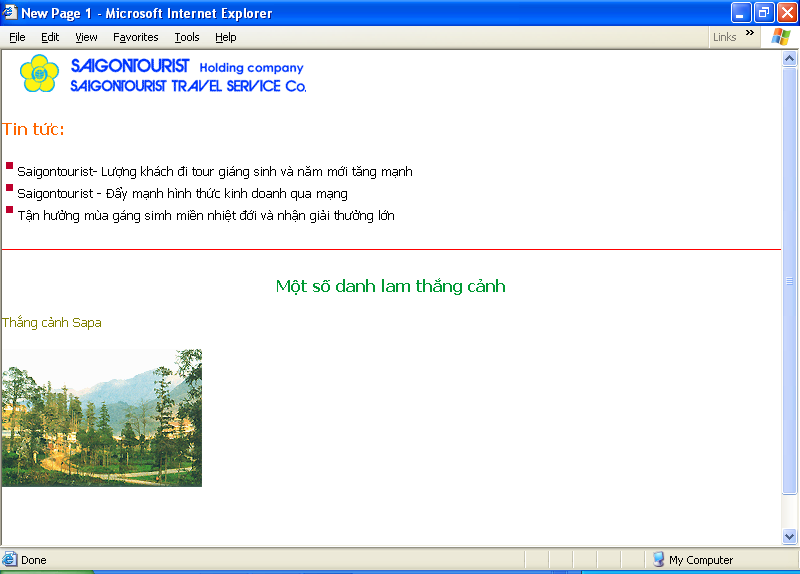 New Page 1 - Microsoft Internet Explorer
File Edit View Favorites Tools Help Links »
SAIGONTOURIST Holding company
SAIGONTOURIST TRAVEL SERVICE Co.
Tin tức:
Saigontourist- Lượng khách đi tour giáng sinh và năm mới tăng mạnh
Saigontourist - Đẩy mạnh hình thức kinh doanh qua mạng
Tận hưởng mùa gáng simh miên nhiệt đới và nhận giải thưởng lớn
Một số danh lam thắng cảnh
Thắng cảnh Sapa
Done My Computer